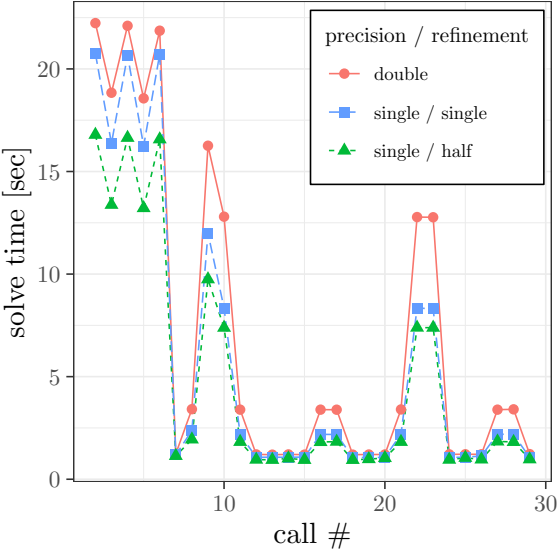 precision / refinement
double
single / single
single / half
solve time [sec]
20
15
10
5
0
10
20
30
call #